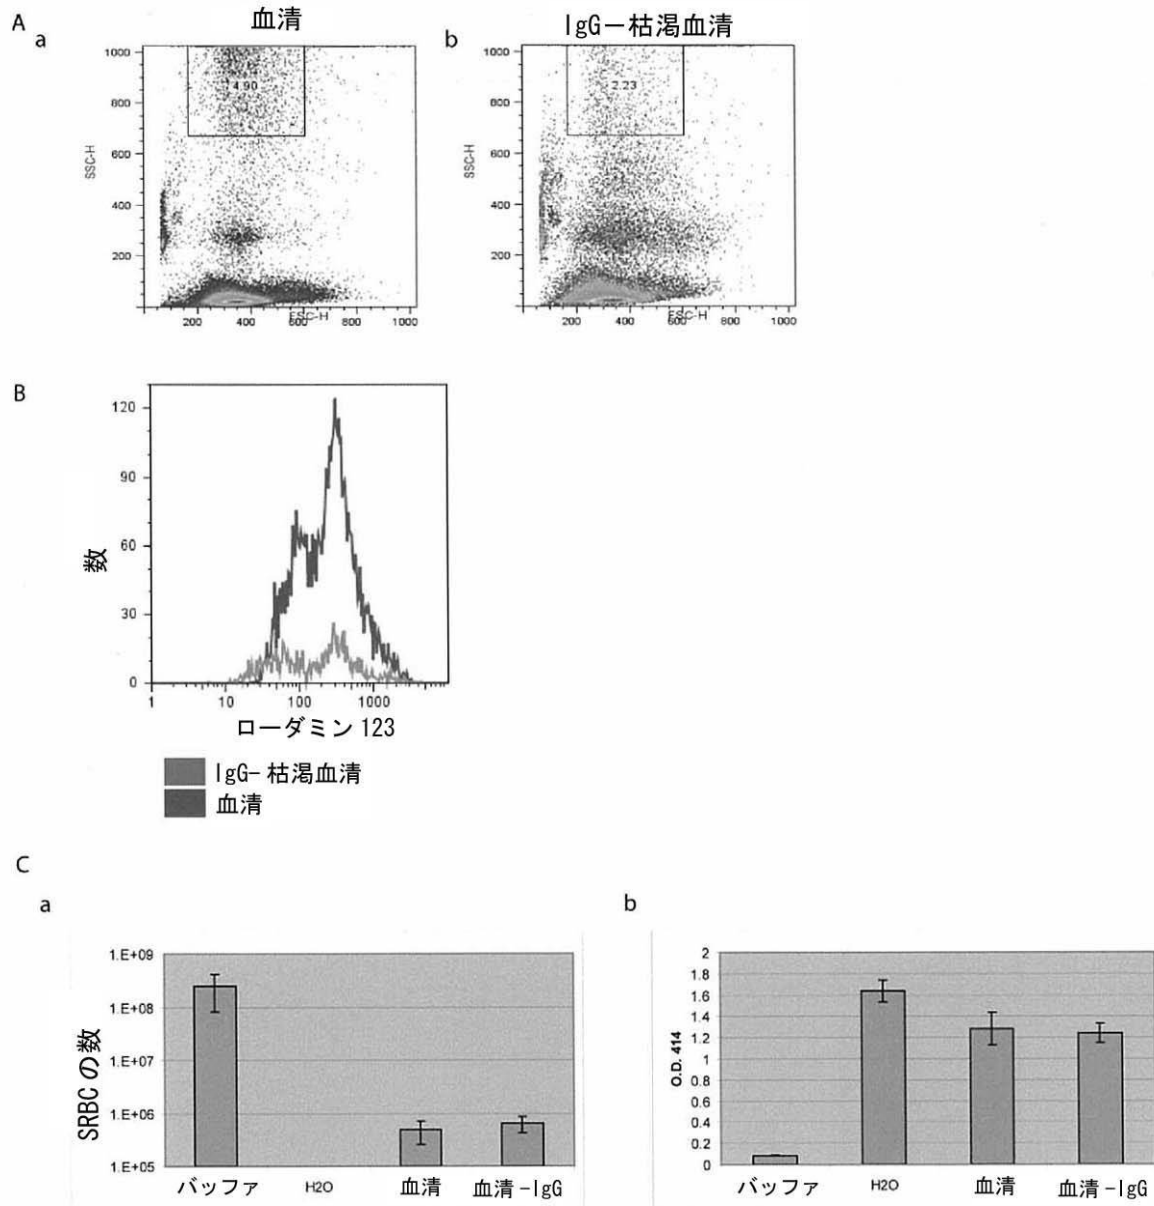 A
a
血清
1000
800
600
400
200
SSC-H
14.90
200
400
600
800
1000
FSC-H
b
IgG−枯渇血清
1000
800
600
400
200
SSC-H
2.23
200
400
600
800
1000
FSC-H
B
120
90
60
30
0
数
1
10
100
1000
ローダミン 123
IgG− 枯渇血清
血清
C
a
1.E+09
1.E+08
1.E+07
1.E+06
1.E+05
SRBC の数
バッファ
H2O
血清
血清 −IgG
b
2
1.8
1.6
1.4
1.2
1
0.8
0.6
0.4
0.2
0
O.D. 414
バッファ
H2O
血清
血清 −IgG